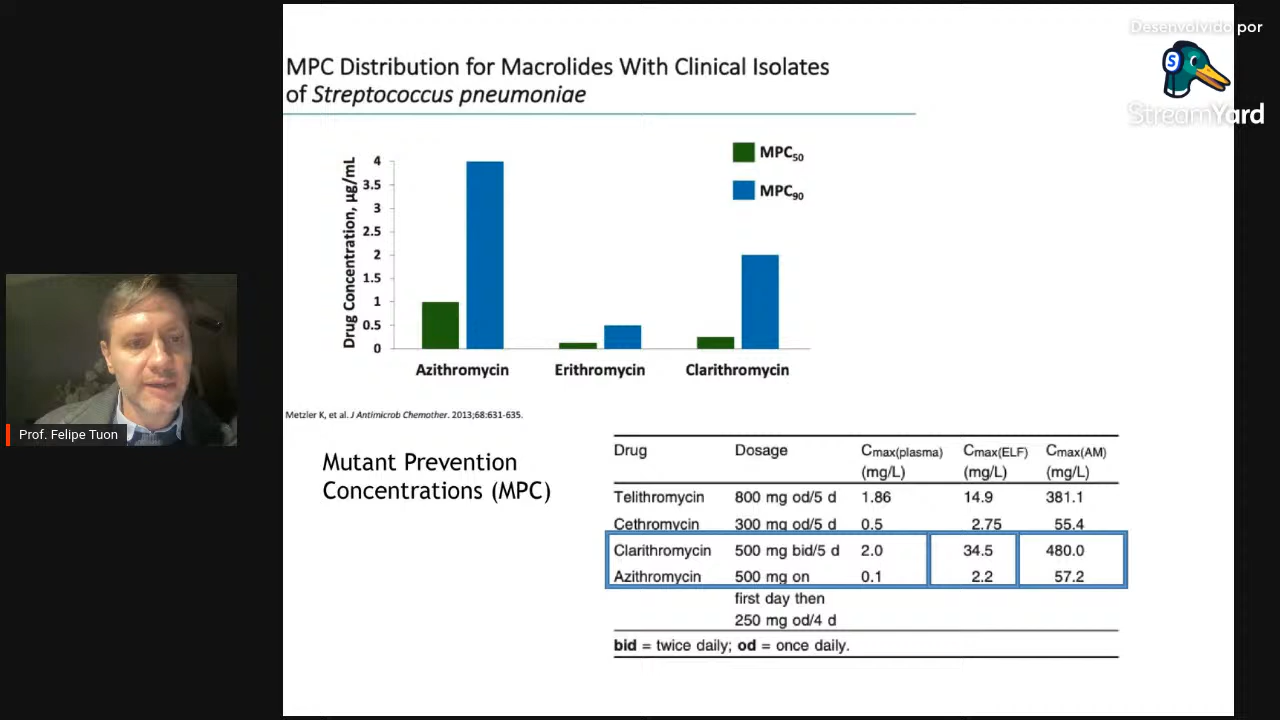 Desenvolvido por
StreamYard
MPC Distribution for Macrolides With Clinical Isolates
of Streptococcus pneumoniae
MPC50
MPC90
Drug Concentration, µg/mL
4
3.5
3
2.5
2
1.5
1
0.5
0
Azithromycin Erithromycin Clarithromycin
Metzler K, et al. J Antimicrob Chemother. 2013;68:631-635.
Prof. Felipe Tuon
Mutant Prevention
Concentrations (MPC)
Drug Dosage Cmax(plasma) Cmax(ELF) Cmax(AM)
(mg/L) (mg/L) (mg/L)
Telithromycin 800 mg od/5 d 1.86 14.9 381.1
Cethromycin 300 mg od/5 d 0.5 2.75 55.4
Clarithromycin 500 mg bid/5 d 2.0 34.5 480.0
Azithromycin 500 mg on 0.1 2.2 57.2
first day then
250 mg od/4 d
bid = twice daily; od = once daily.